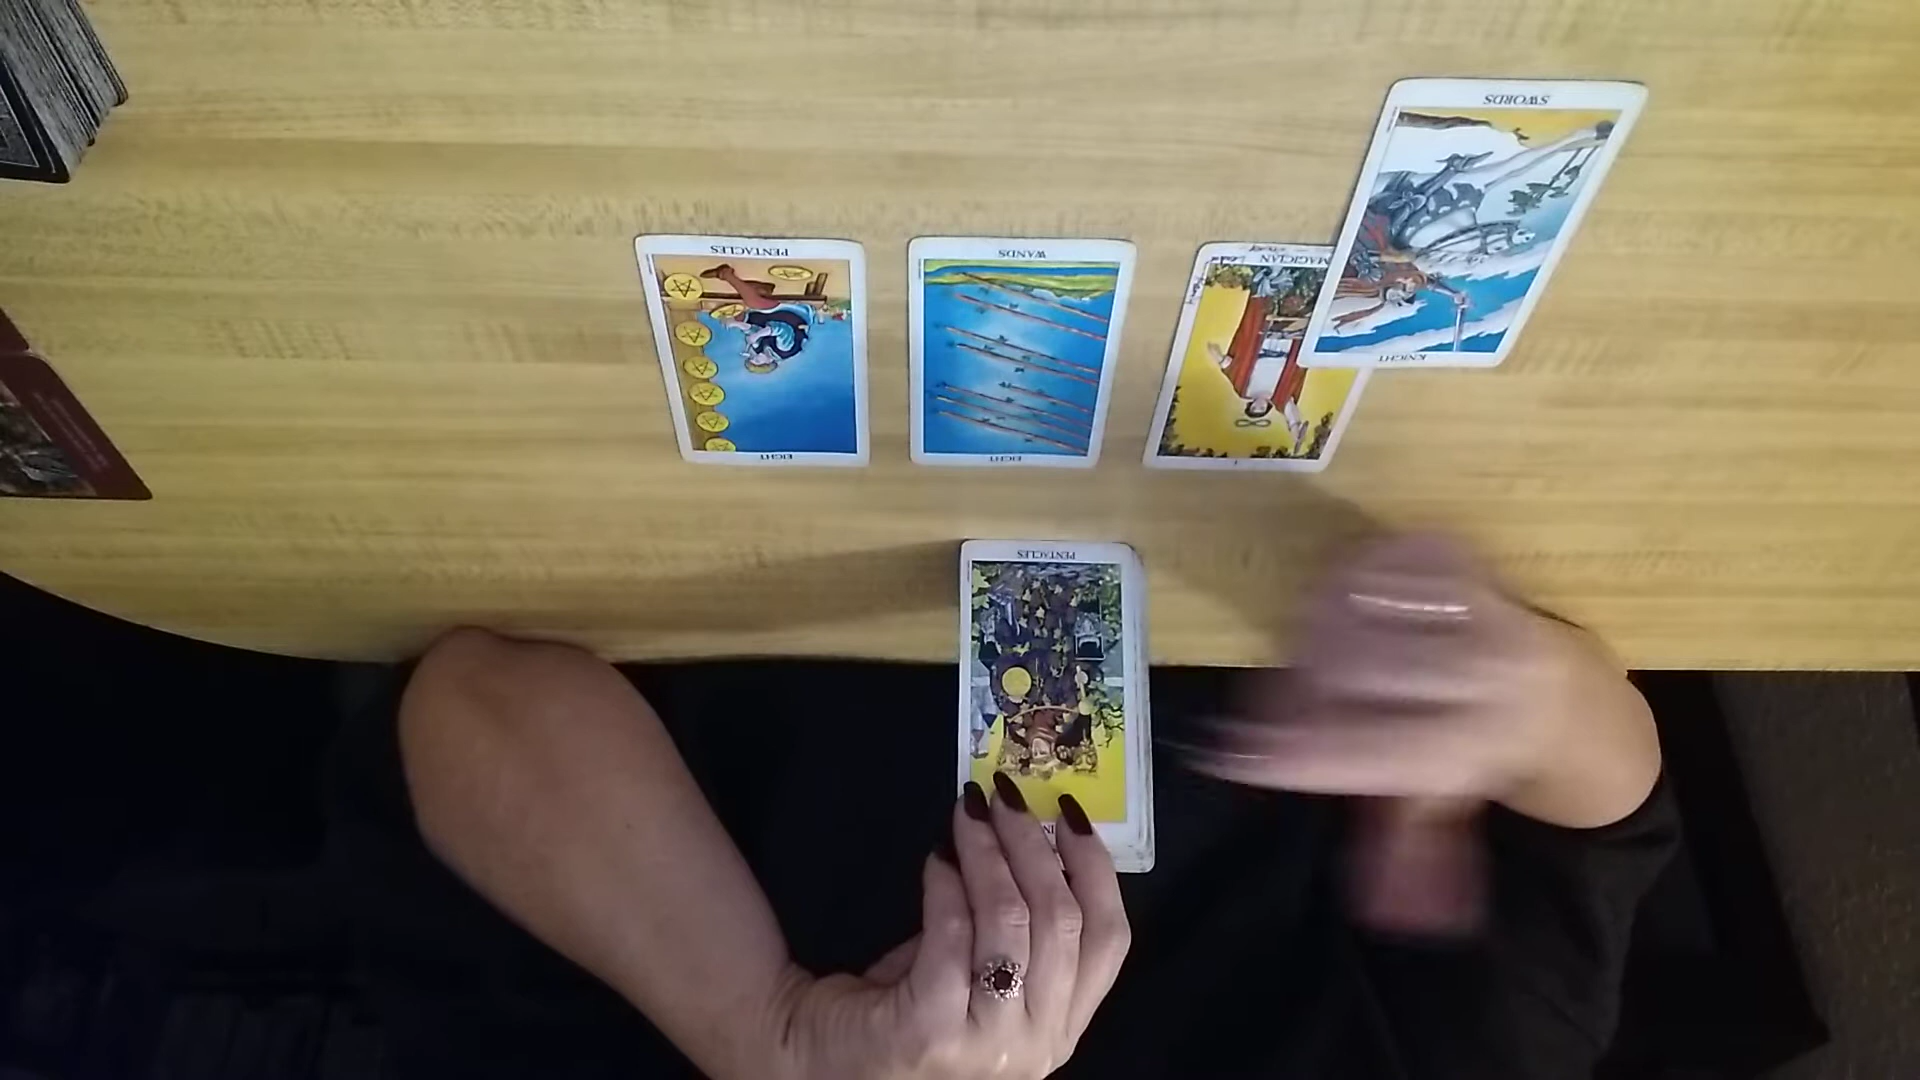 SWORDS
KNIGHT
MAGICIAN
I
WANDS
EIGHT
PENTACLES
EIGHT
PENTACLES